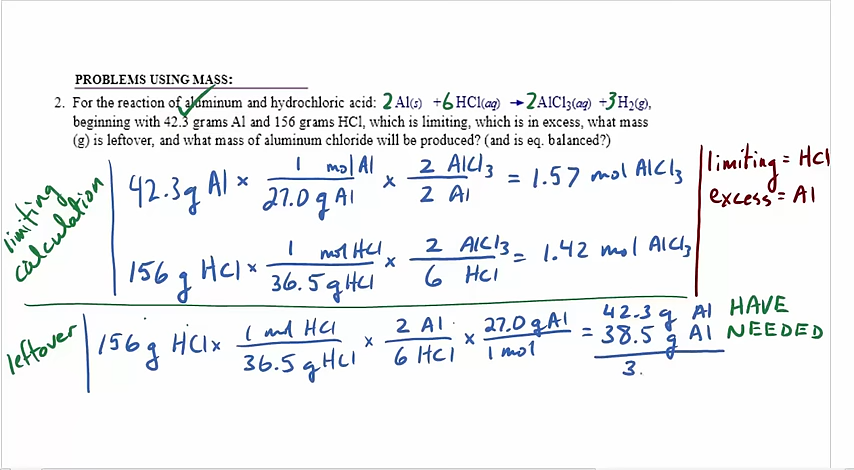 PROBLEMS USING MASS:
2. For the reaction of aluminum and hydrochloric acid: 2 Al(s) + 6 HCl(aq) → 2 AlCl₃(aq) + 3 H₂(g),
beginning with 42.3 grams Al and 156 grams HCl, which is limiting, which is in excess, what mass
(g) is leftover, and what mass of aluminum chloride will be produced? (and is eq. balanced?)
limiting calculation
42.3 g Al × 1 mol Al / 27.0 g Al × 2 AlCl₃ / 2 Al = 1.57 mol AlCl₃
156 g HCl × 1 mol HCl / 36.5 g HCl × 2 AlCl₃ / 6 HCl = 1.42 mol AlCl₃
limiting = HCl
excess = Al
leftover
156 g HCl × 1 mol HCl / 36.5 g HCl × 2 Al / 6 HCl × 27.0 g Al / 1 mol =
42.3 g Al HAVE
38.5 g Al NEEDED
3.